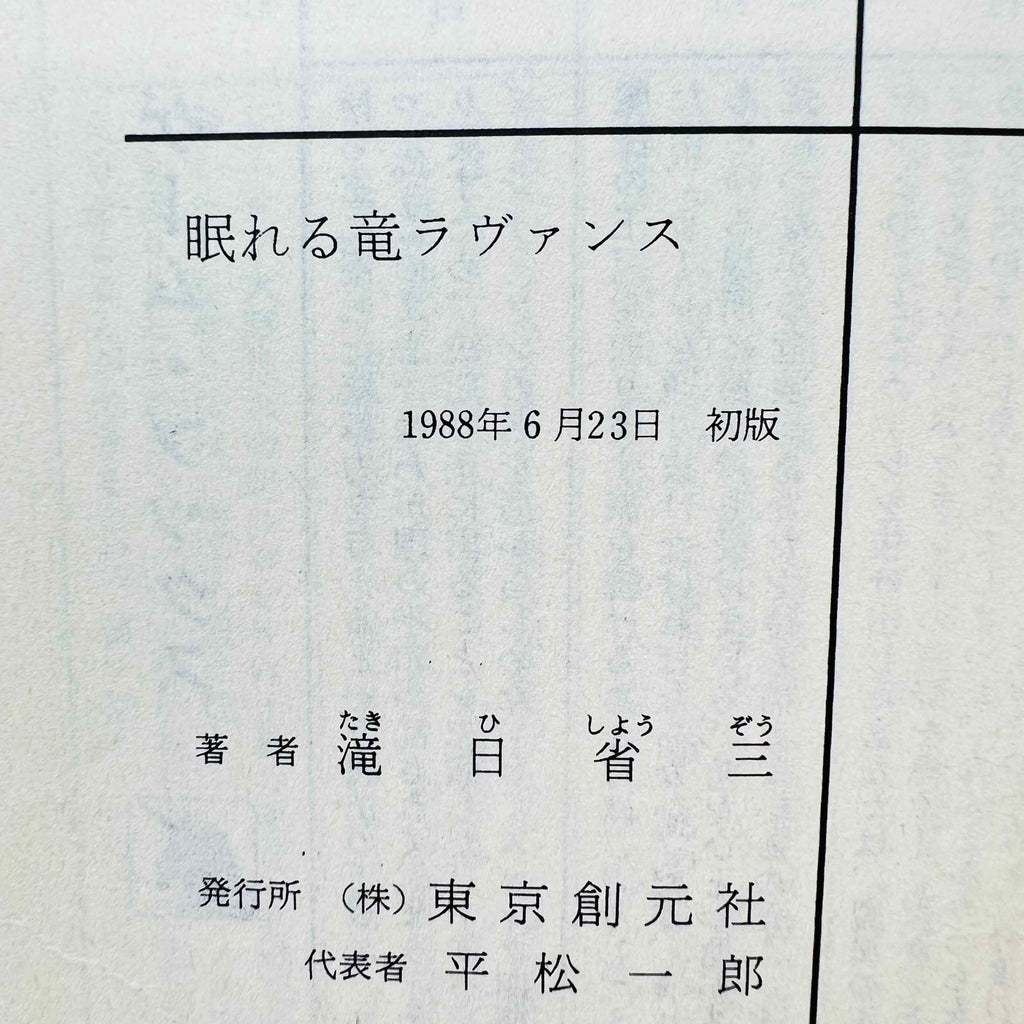 眠れる竜ラヴァンス
1988年6月23日　初版
たき　ひ　しよう　ぞう
著者　滝日省三
発行所　（株）東京創元社
代表者　平松一郎